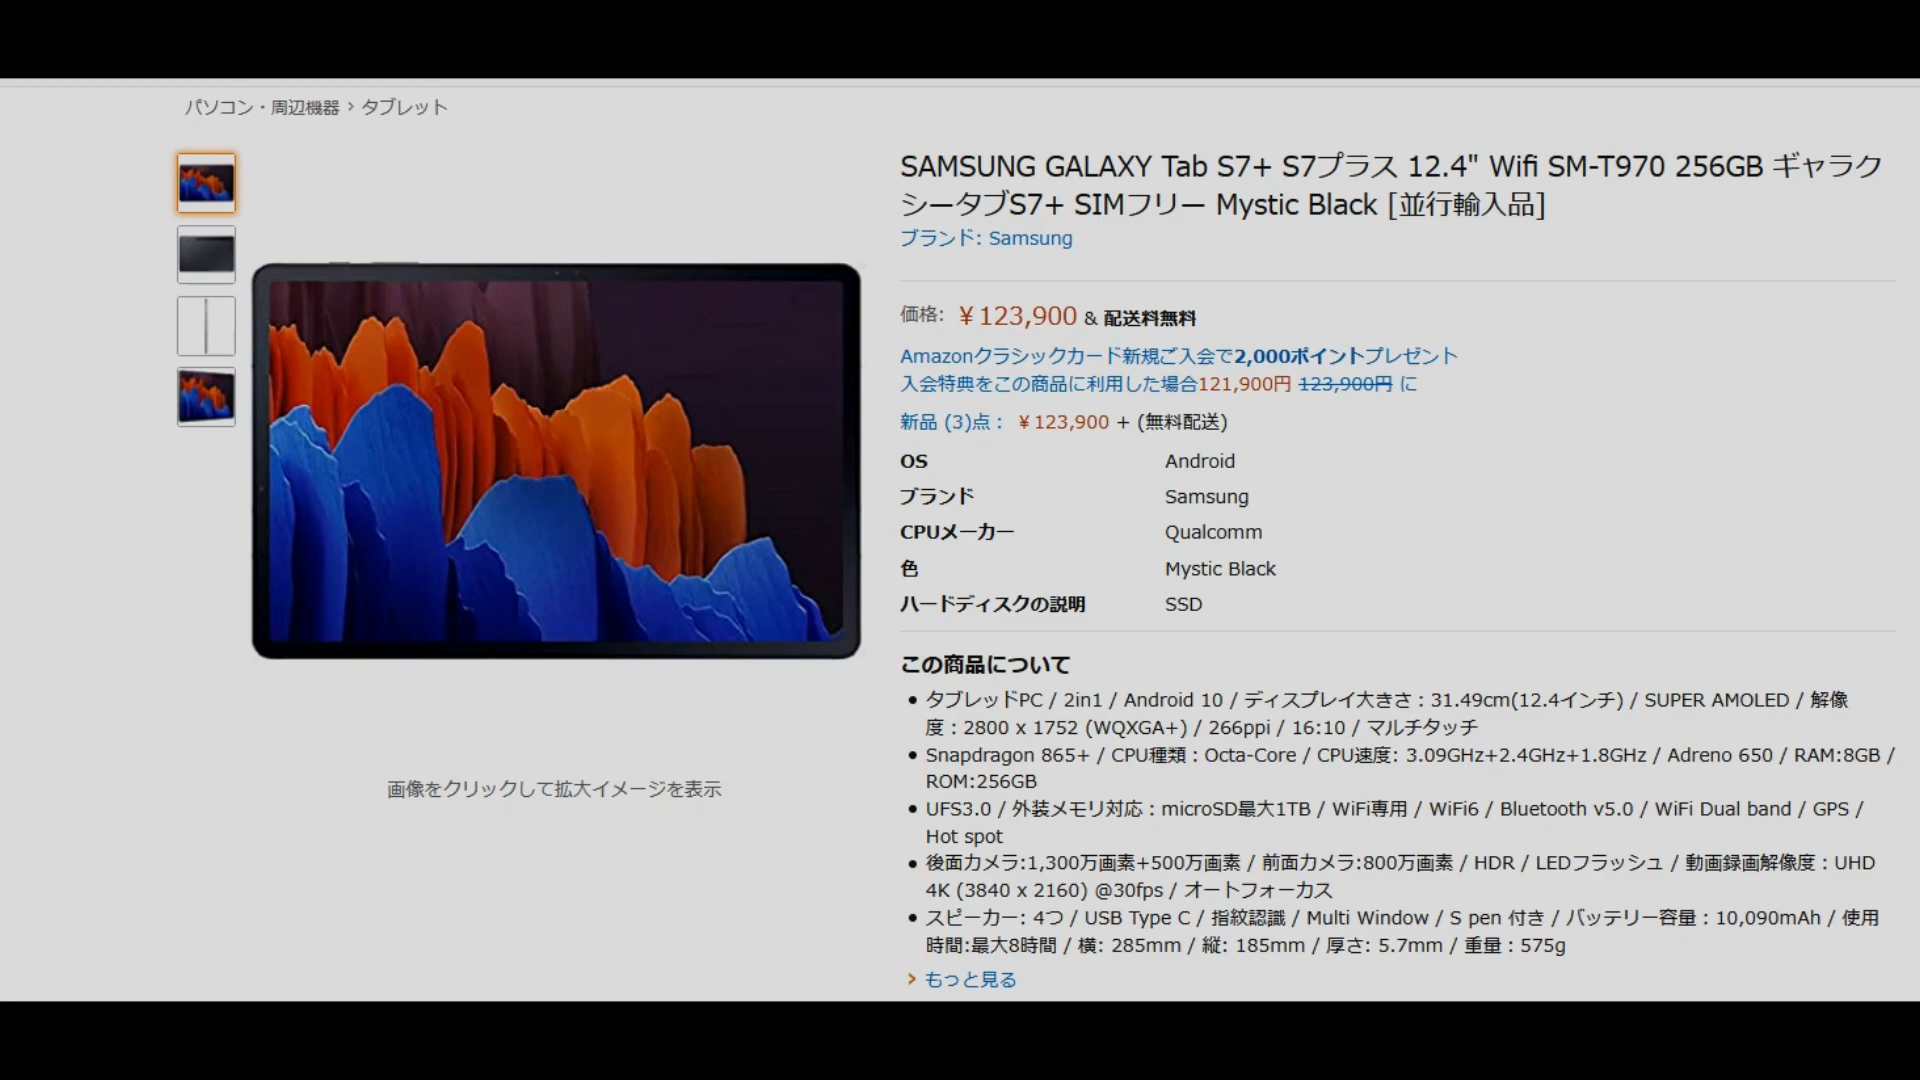 パソコン・周辺機器 › タブレット
SAMSUNG GALAXY Tab S7+ S7プラス 12.4" Wifi SM-T970 256GB ギャラク
シータブS7+ SIMフリー Mystic Black [並行輸入品]
ブランド: Samsung
価格: ￥123,900 & 配送料無料
Amazonクラシックカード新規ご入会で2,000ポイントプレゼント
入会特典をこの商品に利用した場合121,900円 123,900円 に
新品 (3)点： ￥123,900 + (無料配送)
OS Android
ブランド Samsung
CPUメーカー Qualcomm
色 Mystic Black
ハードディスクの説明 SSD
この商品について
● タブレッドPC / 2in1 / Android 10 / ディスプレイ大きさ : 31.49cm(12.4インチ) / SUPER AMOLED / 解像
度 : 2800 x 1752 (WQXGA+) / 266ppi / 16:10 / マルチタッチ
● Snapdragon 865+ / CPU種類 : Octa-Core / CPU速度: 3.09GHz+2.4GHz+1.8GHz / Adreno 650 / RAM:8GB /
ROM:256GB
● UFS3.0 / 外装メモリ対応 : microSD最大1TB / WiFi専用 / WiFi6 / Bluetooth v5.0 / WiFi Dual band / GPS /
Hot spot
● 後面カメラ:1,300万画素+500万画素 / 前面カメラ:800万画素 / HDR / LEDフラッシュ / 動画録画解像度 : UHD
4K (3840 x 2160) @30fps / オートフォーカス
● スピーカー: 4つ / USB Type C / 指紋認識 / Multi Window / S pen 付き / バッテリー容量 : 10,090mAh / 使用
時間:最大8時間 / 横: 285mm / 縦: 185mm / 厚さ: 5.7mm / 重量 : 575g
› もっと見る
画像をクリックして拡大イメージを表示